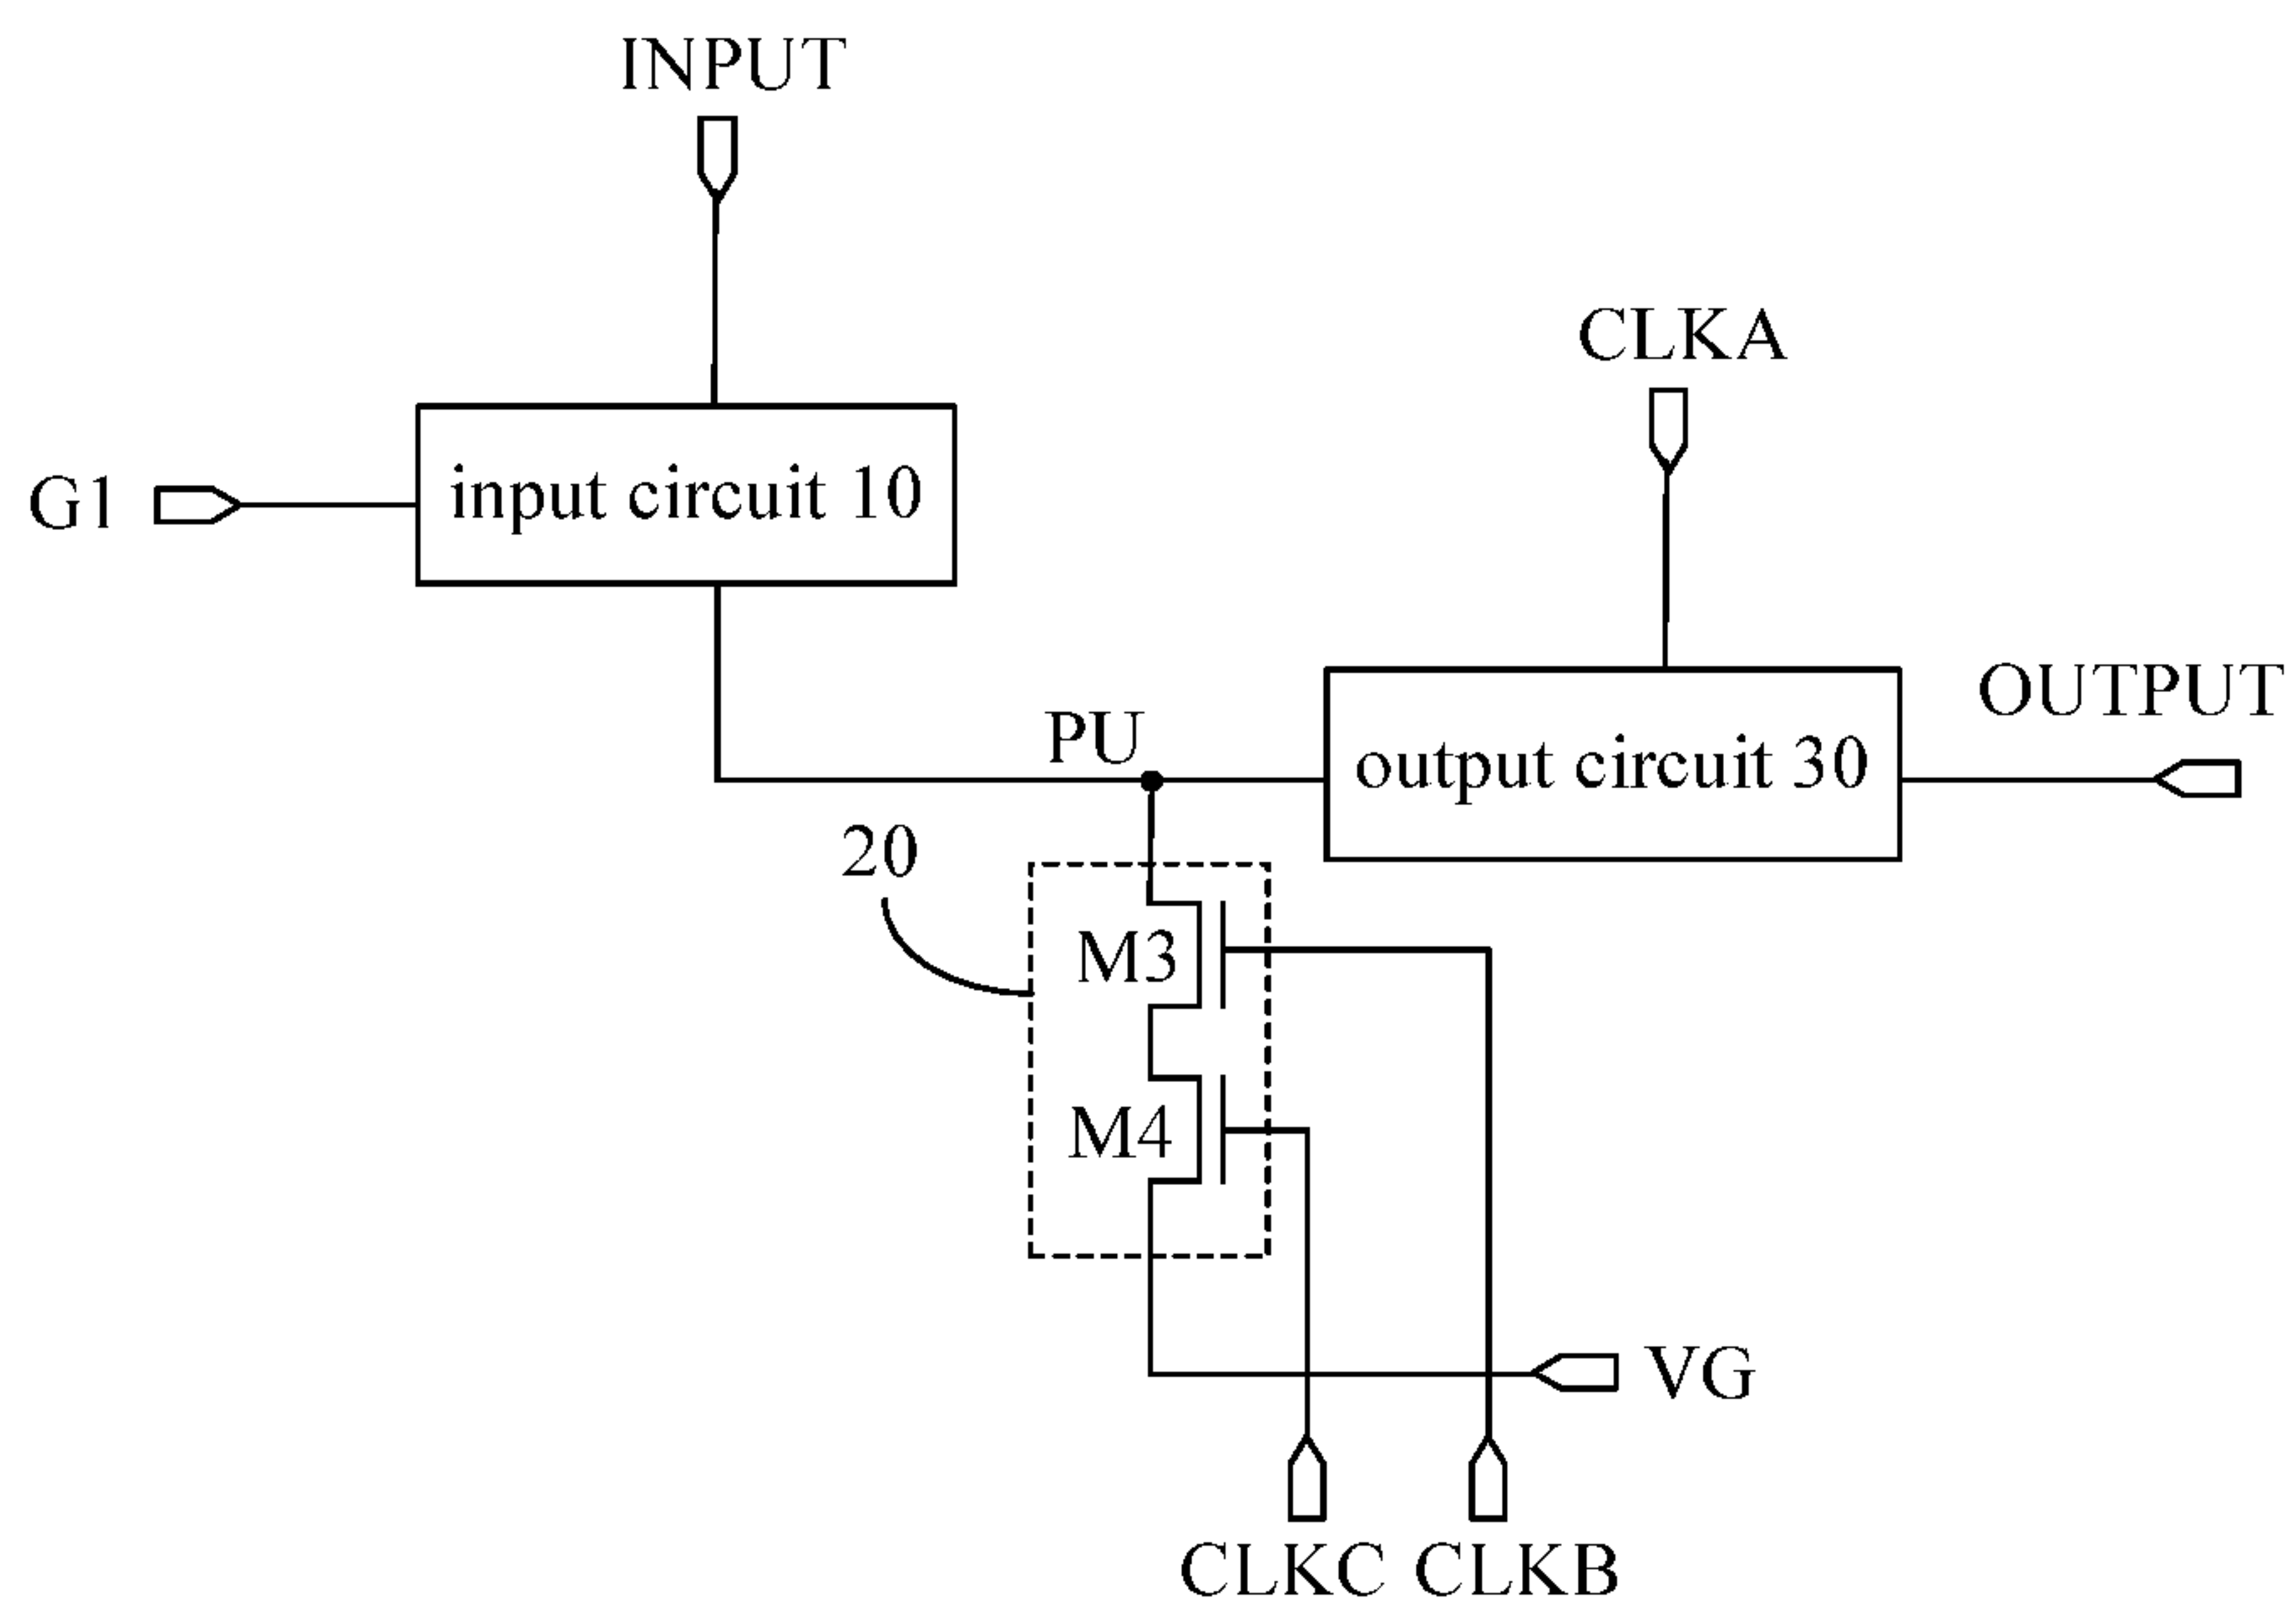 INPUT
CLKA
G1
input circuit 10
OUTPUT
PU
output circuit 30
20
M3
M4
VG
CLKC
CLKB